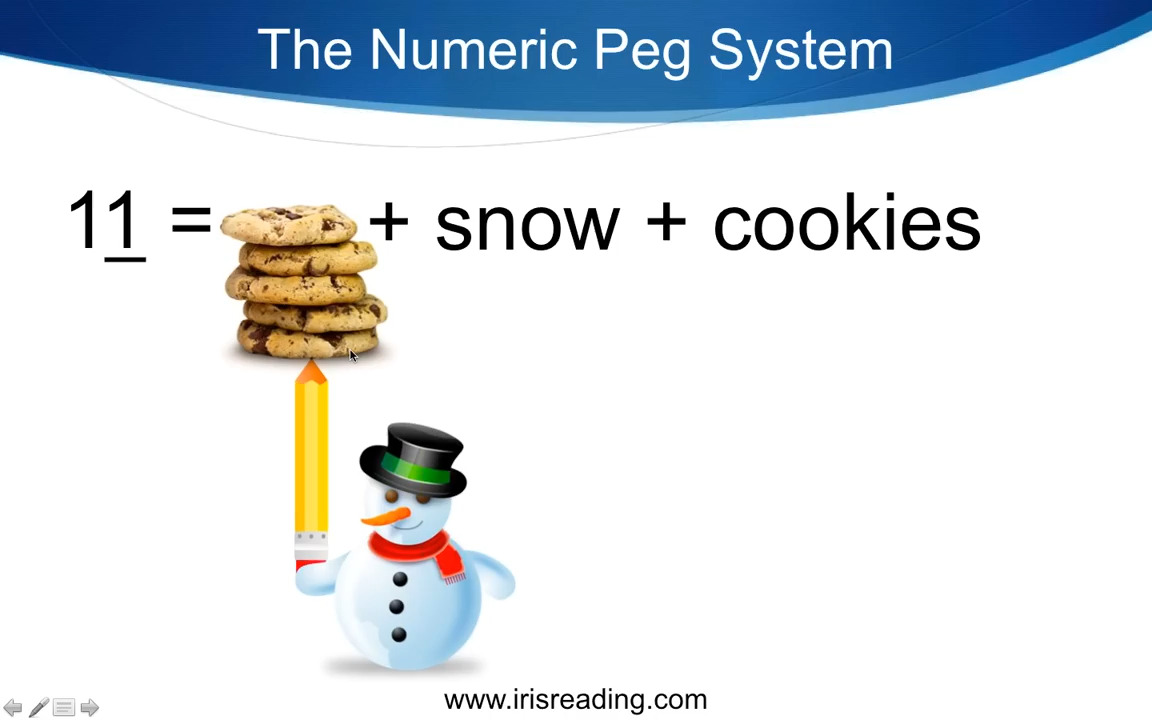 The Numeric Peg System
11 = + snow + cookies
www.irisreading.com